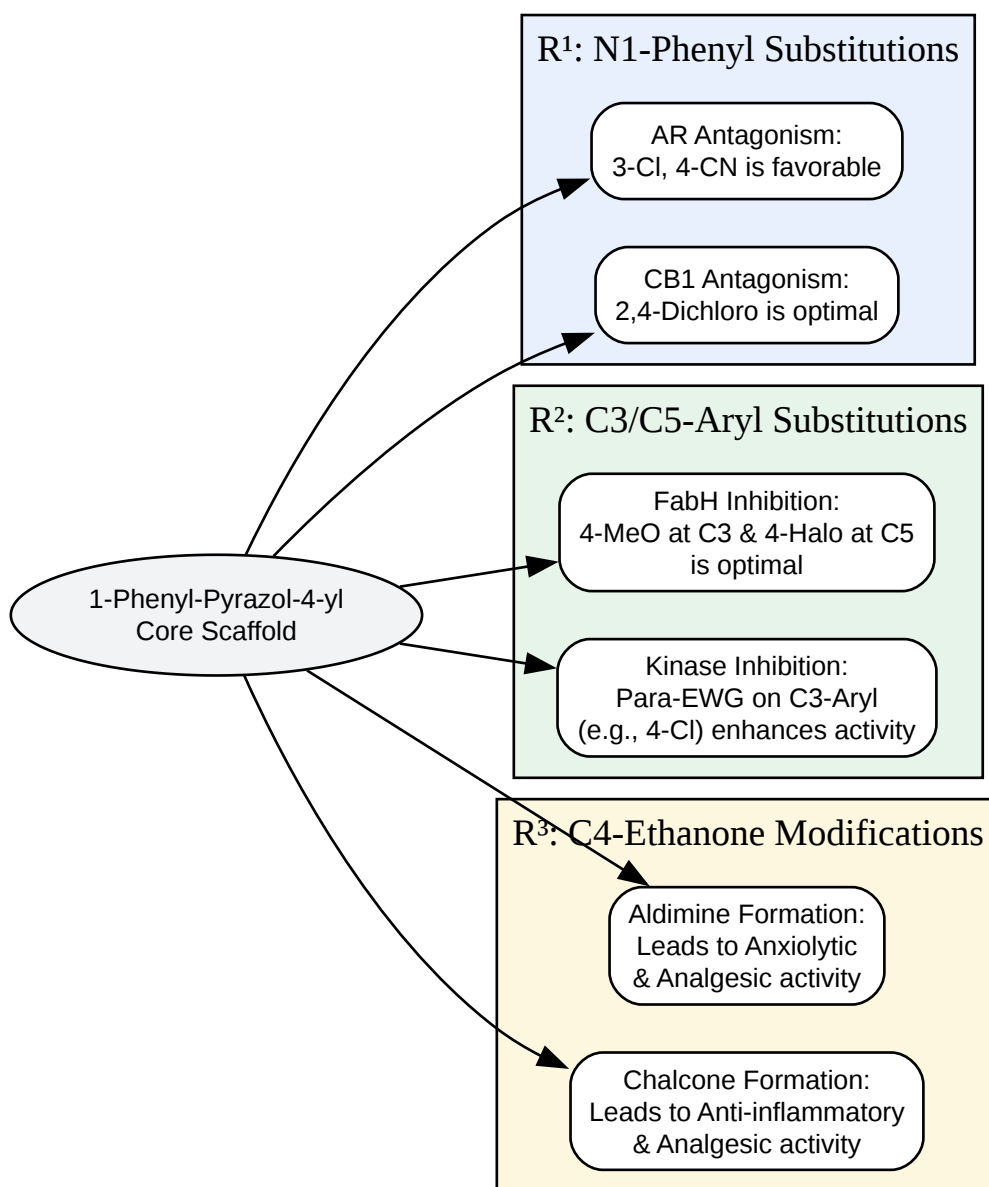 R¹: N1-Phenyl Substitutions
AR Antagonism:
3-Cl, 4-CN is favorable
CB1 Antagonism:
2,4-Dichloro is optimal
R²: C3/C5-Aryl Substitutions
FabH Inhibition:
4-MeO at C3 & 4-Halo at C5
is optimal
1-Phenyl-Pyrazol-4-yl
Core Scaffold
Kinase Inhibition:
Para-EWG on C3-Aryl
(e.g., 4-Cl) enhances activity
R³: C4-Ethanone Modifications
Aldimine Formation:
Leads to Anxiolytic
& Analgesic activity
Chalcone Formation:
Leads to Anti-inflammatory
& Analgesic activity